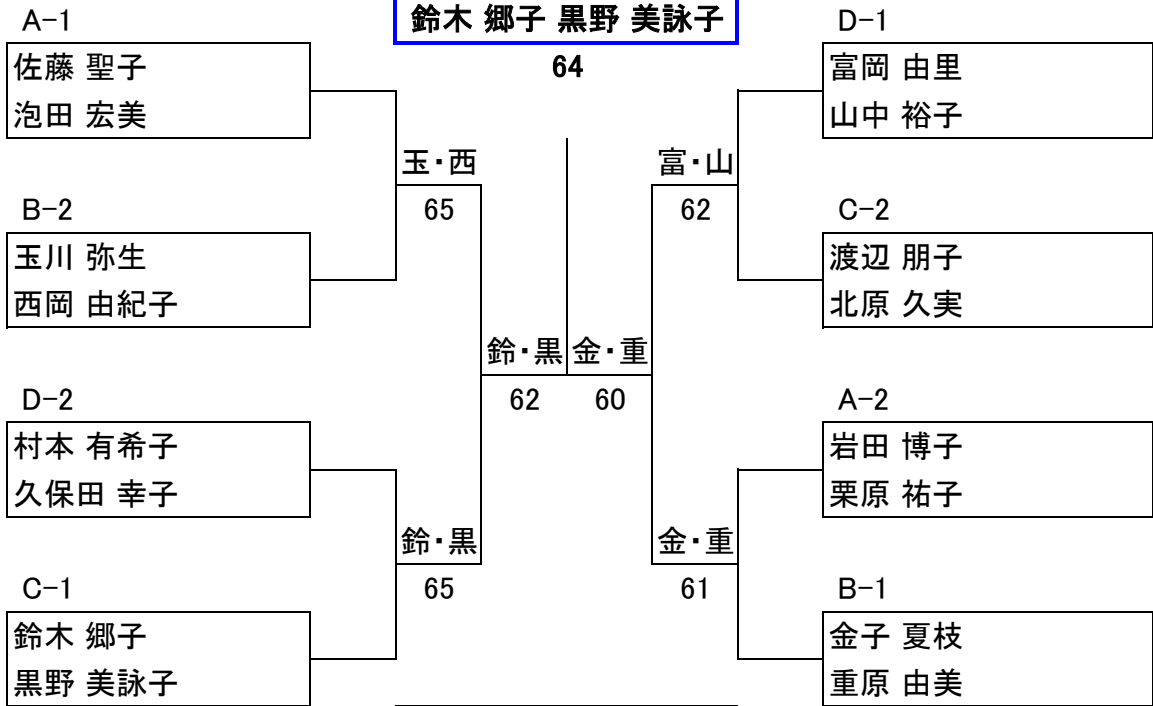 鈴木 郷子 黒野 美詠子
64
A-1
佐藤 聖子
泡田 宏美
玉・西
65
B-2
玉川 弥生
西岡 由紀子
鈴・黒
62
D-2
村本 有希子
久保田 幸子
鈴・黒
65
C-1
鈴木 郷子
黒野 美詠子
D-1
富岡 由里
山中 裕子
富・山
62
C-2
渡辺 朋子
北原 久実
金・重
60
A-2
岩田 博子
栗原 祐子
金・重
61
B-1
金子 夏枝
重原 由美